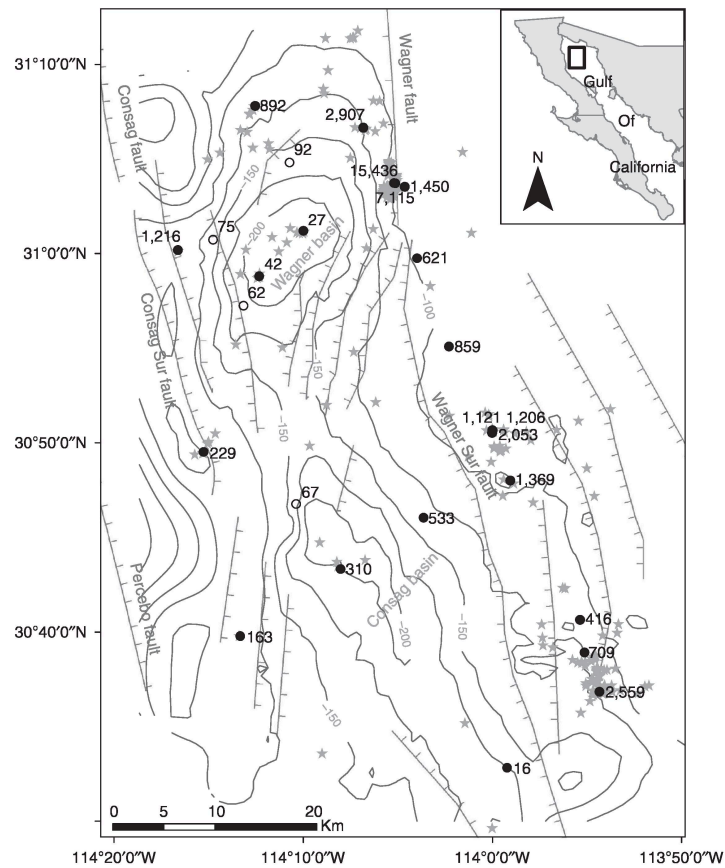 31°10′0″N
31°0′0″N
30°50′0″N
30°40′0″N
114°20′0″W
114°10′0″W
114°0′0″W
113°50′0″W
Consag fault
Wagner fault
Gulf
Of
California
N
892
2,907
92
−150
15,436
1,450
7,115
75
27
1,216
−200
Wagner basin
42
621
62
−100
Consag Sur fault
859
−150
−150
Wagner Sur fault
1,121 1,206
2,053
229
1,369
67
533
310
Consag basin
Percebo fault
416
−200
−150
163
709
2,559
−150
16
0 5 10 20
Km